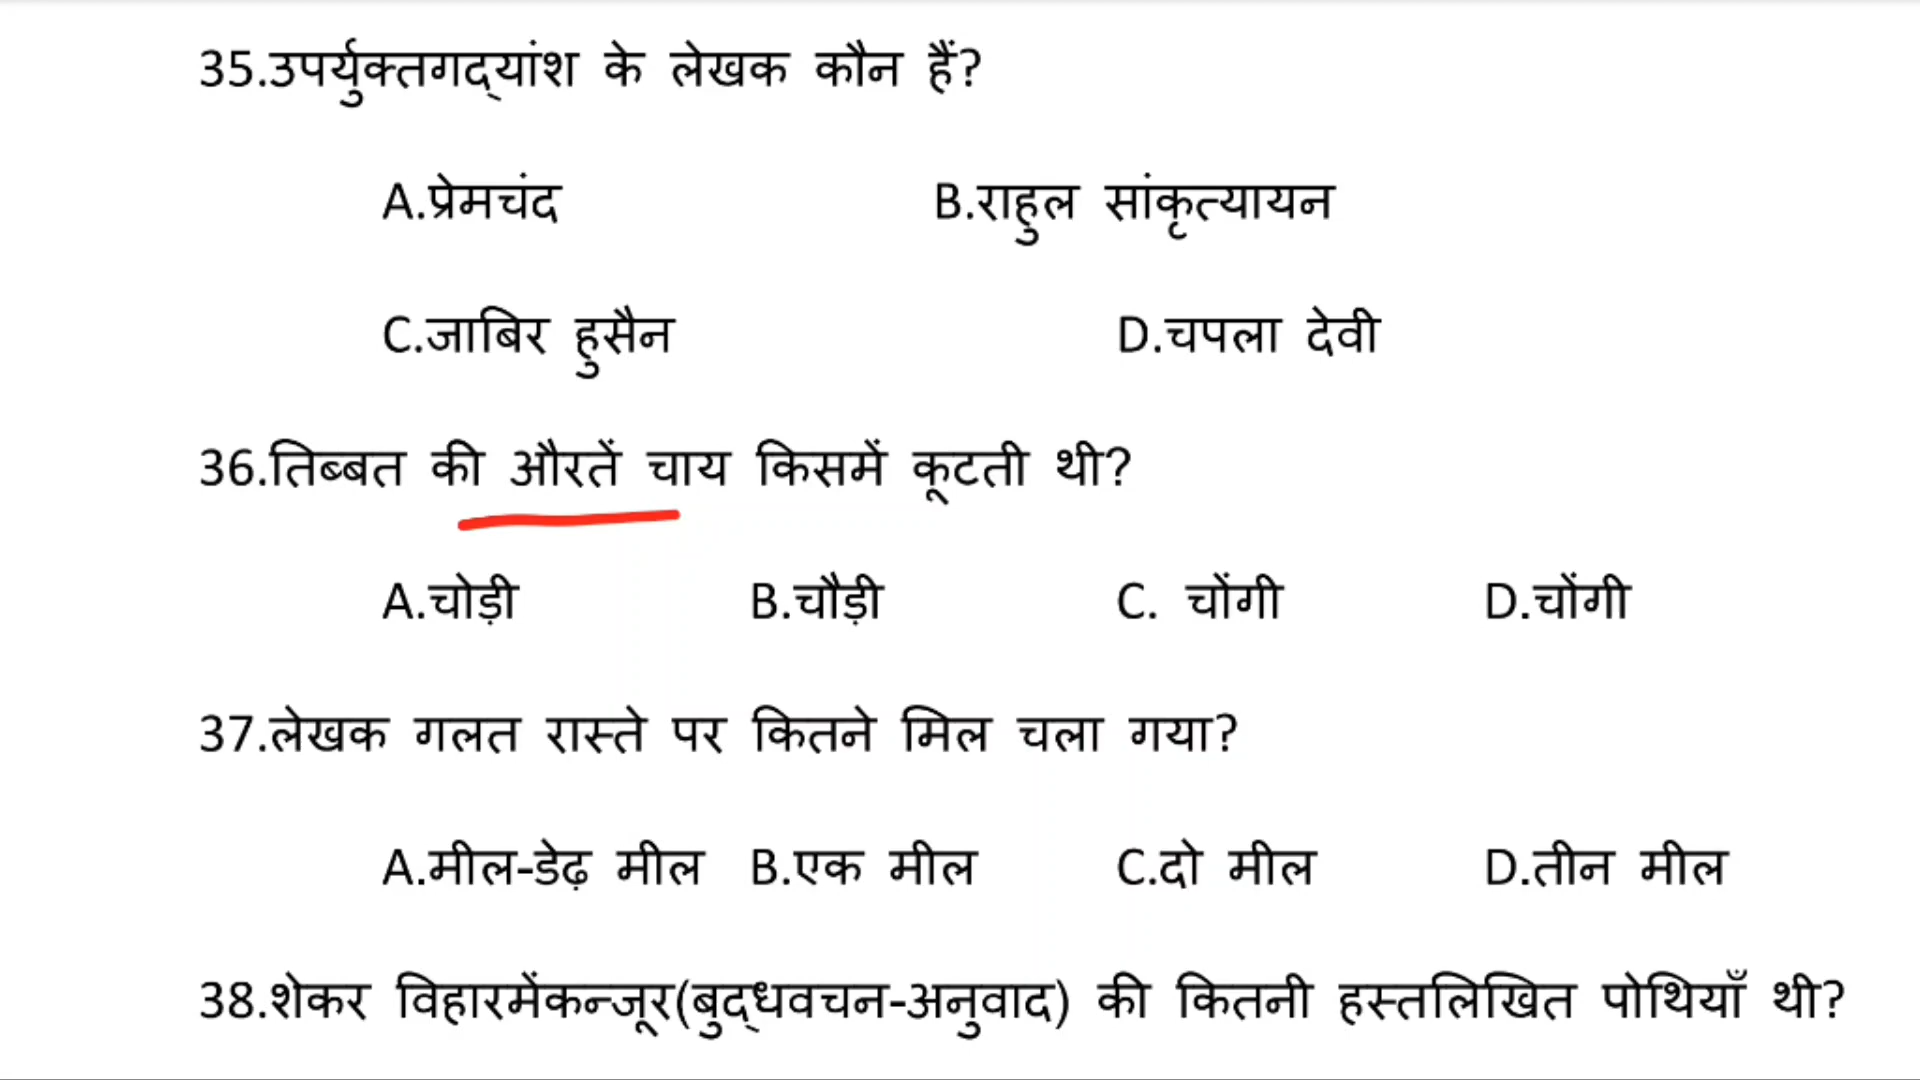 35.उपर्युक्तगद्‌यांश के लेखक कौन हैं?
A.प्रेमचंद B.राहुल सांकृत्यायन
C.जाबिर हुसैन D.चपला देवी
36.तिब्बत की औरतें चाय किसमें कूटती थी?
A.चोड़ी B.चौड़ी C. चोंगी D.चोंगी
37.लेखक गलत रास्ते पर कितने मिल चला गया?
A.मील-डेढ़ मील B.एक मील C.दो मील D.तीन मील
38.शेकर विहारमेंकन्जूर(बुद्‌धवचन-अनुवाद) की कितनी हस्तलिखित पोथियाँ थी?